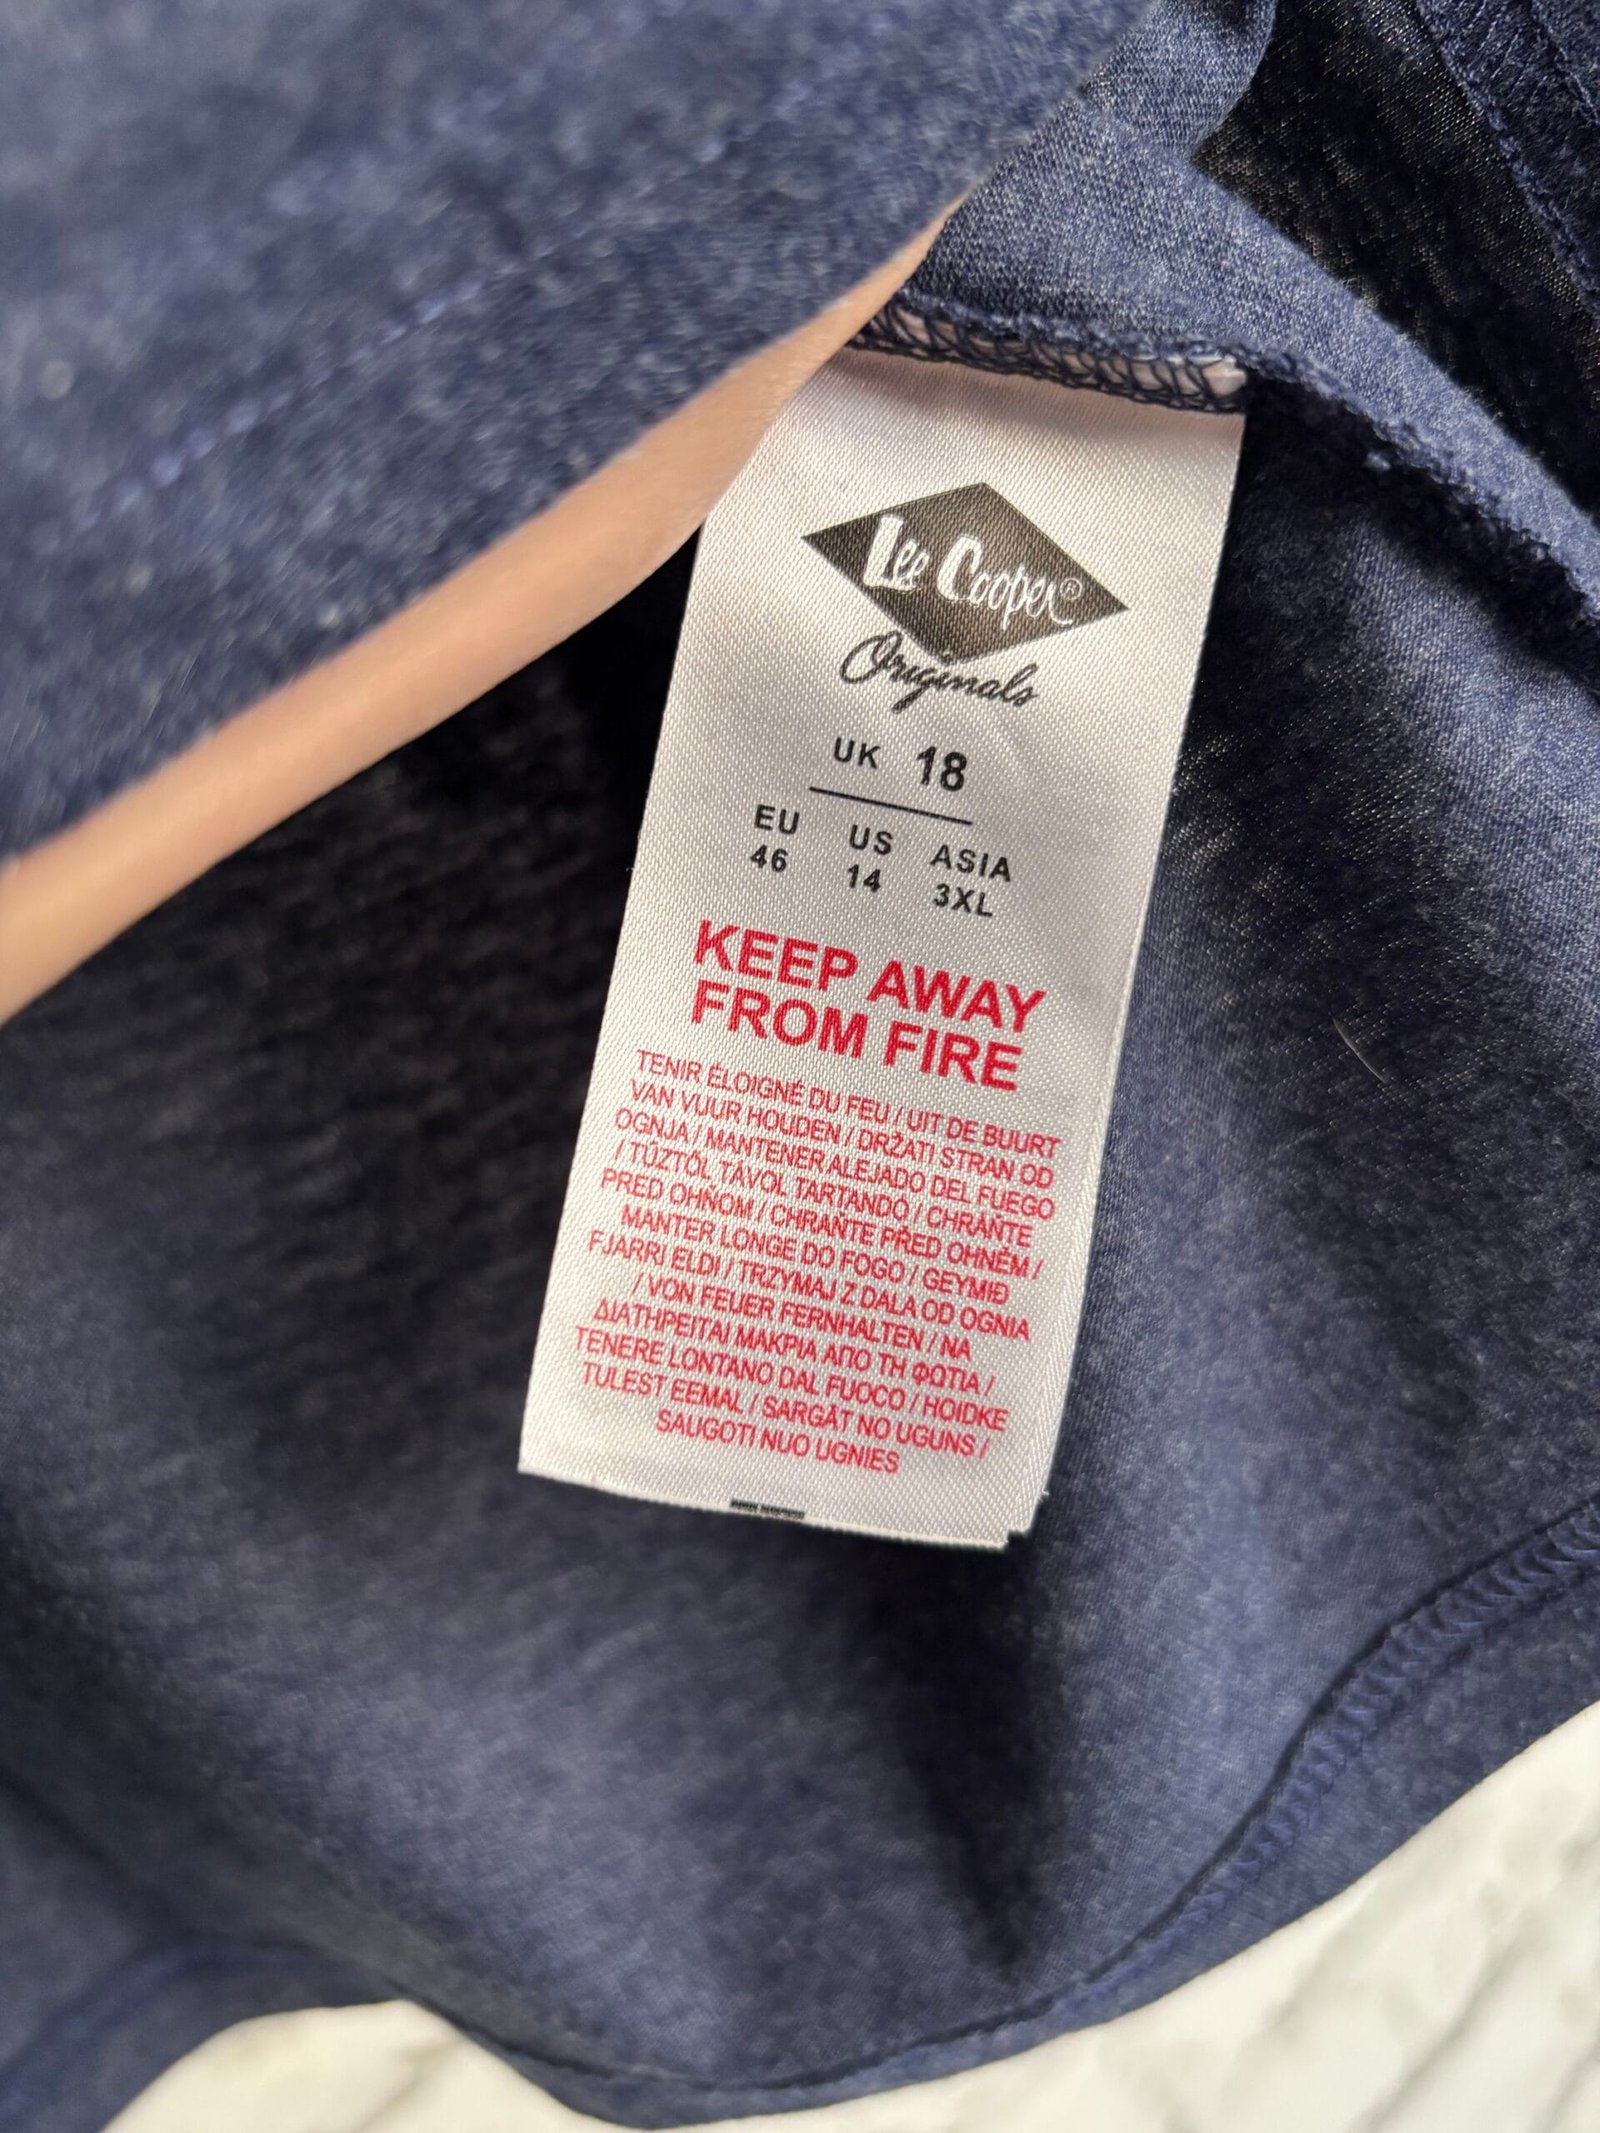 Lee Cooper®
Originals
UK 18
EU US ASIA
46 14 3XL
KEEP AWAY
FROM FIRE
TENIR ÉLOIGNÉ DU FEU / UIT DE BUURT
VAN VUUR HOUDEN / DRŽATI STRAN OD
OGNJA / MANTENER ALEJADO DEL FUEGO
/ TŰZTŐL TÁVOL TARTANDÓ / CHRÁŇTE
PRED OHŇOM / CHRANTE PŘED OHNĚM /
MANTER LONGE DO FOGO / GEYMIÐ
FJARRI ELDI / TRZYMAJ Z DALA OD OGNIA
/ VON FEUER FERNHALTEN / NA
ΔΙΑΤΗΡΕΙΤΑΙ ΜΑΚΡΙΑ ΑΠΟ ΤΗ ΦΩΤΙΑ /
TENERE LONTANO DAL FUOCO / HOIDKE
TULEST EEMAL / SARGĀT NO UGUNS /
SAUGOTI NUO UGNIES